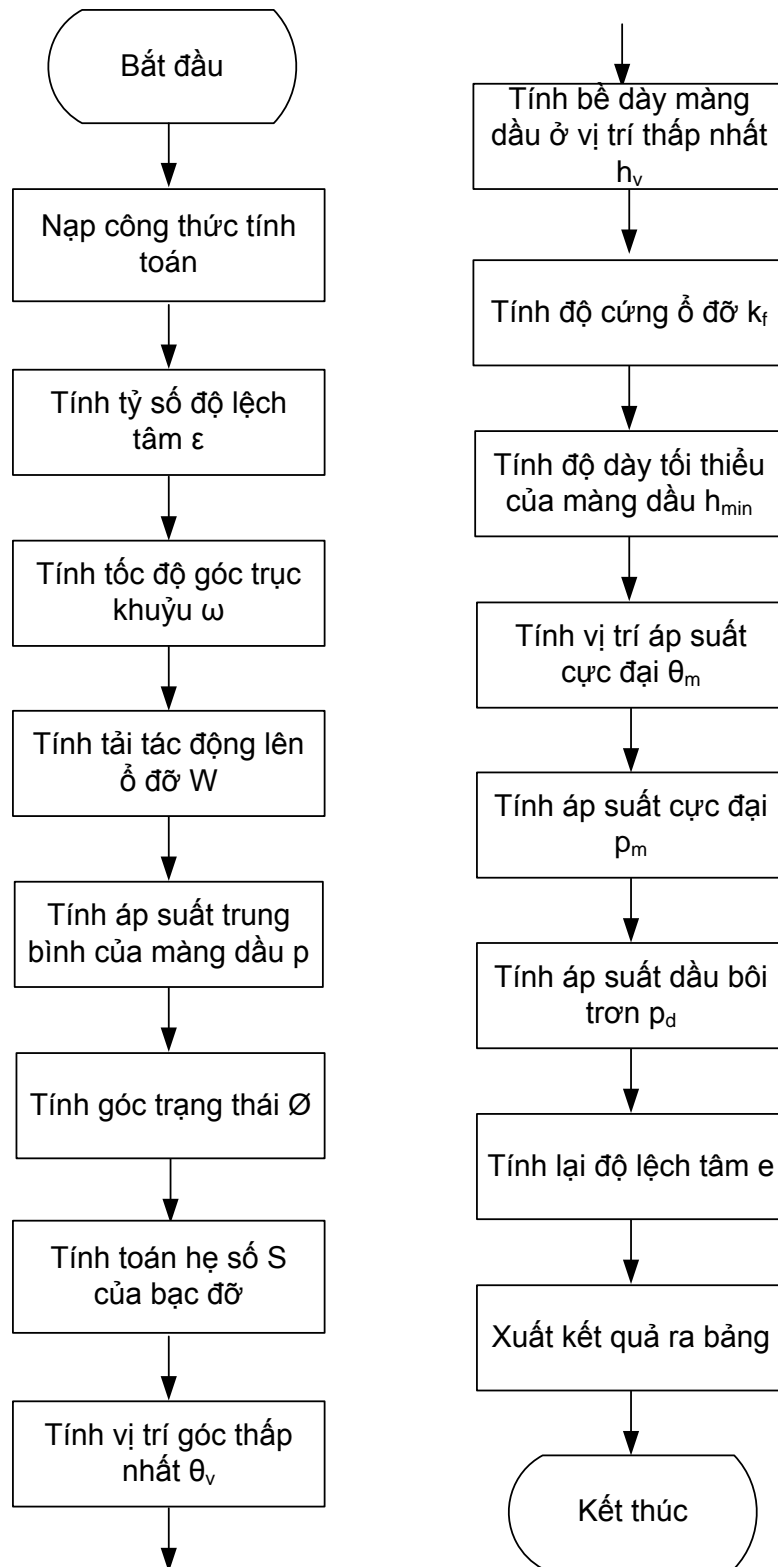 Bắt đầu
Nạp công thức tính
toán
Tính tỷ số độ lệch
tâm ε
Tính tốc độ góc trục
khuỷu ω
Tính tải tác động lên
ổ đỡ W
Tính áp suất trung
bình của màng dầu p
Tính góc trạng thái Ø
Tính toán hẹ số S
của bạc đỡ
Tính vị trí góc thấp
nhất θv
Tính bề dày màng
dầu ở vị trí thấp nhất
hv
Tính độ cứng ổ đỡ kf
Tính độ dày tối thiểu
của màng dầu hmin
Tính vị trí áp suất
cực đại θm
Tính áp suất cực đại
pm
Tính áp suất dầu bôi
trơn pd
Tính lại độ lệch tâm e
Xuất kết quả ra bảng
Kết thúc